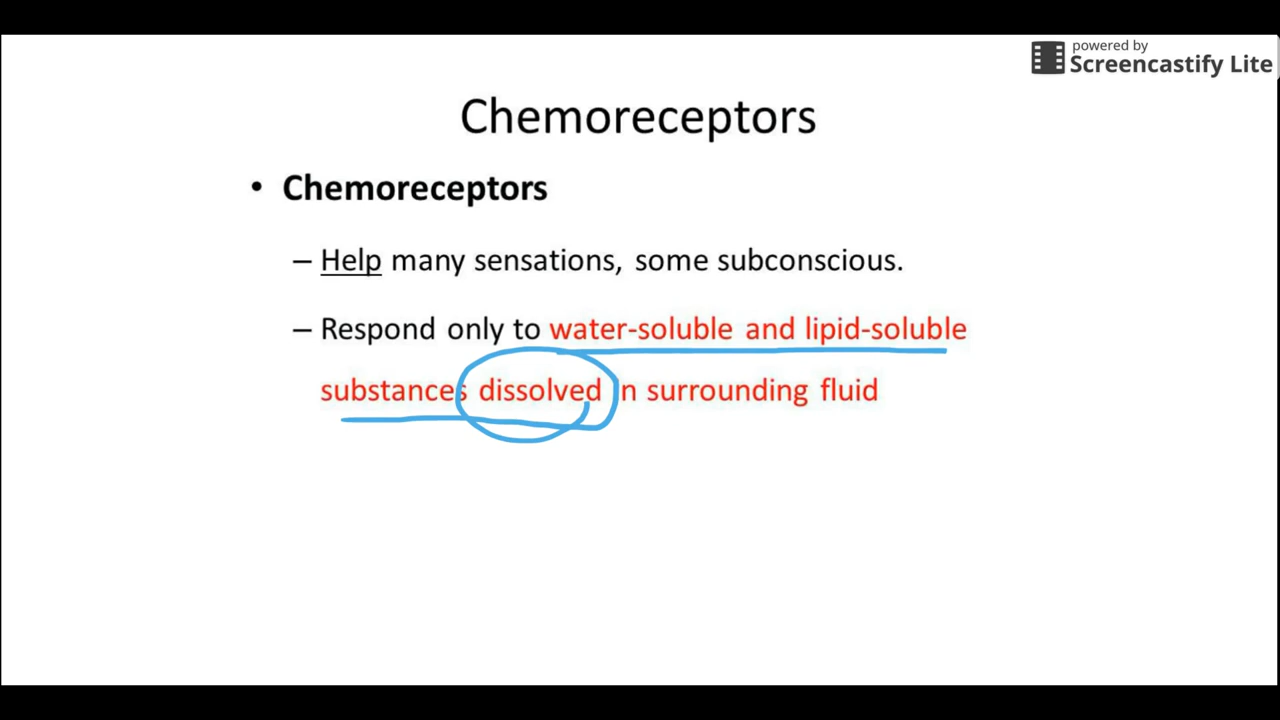 powered by
Screencastify Lite
Chemoreceptors
• Chemoreceptors
– Help many sensations, some subconscious.
– Respond only to water-soluble and lipid-soluble
substances dissolved in surrounding fluid